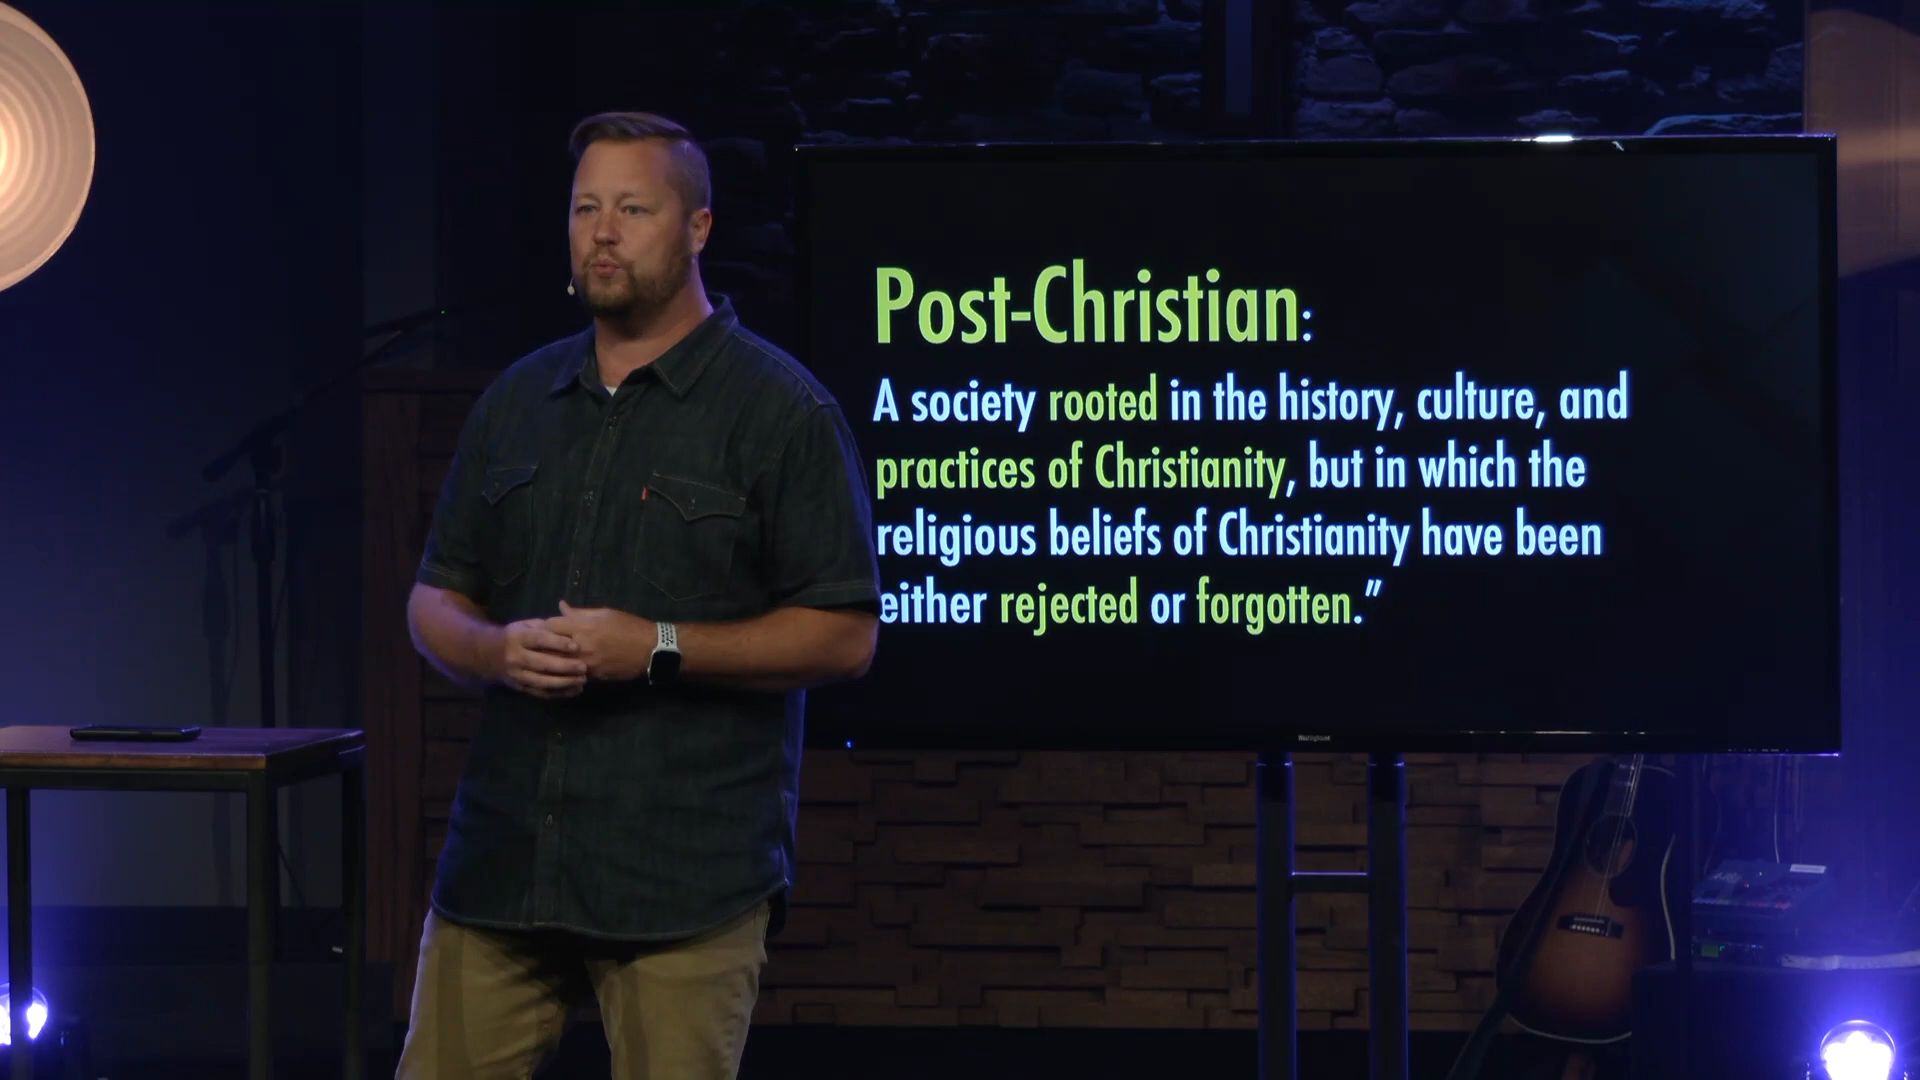 Post-Christian:
A society rooted in the history, culture, and
practices of Christianity, but in which the
religious beliefs of Christianity have been
either rejected or forgotten.”
Westinghouse